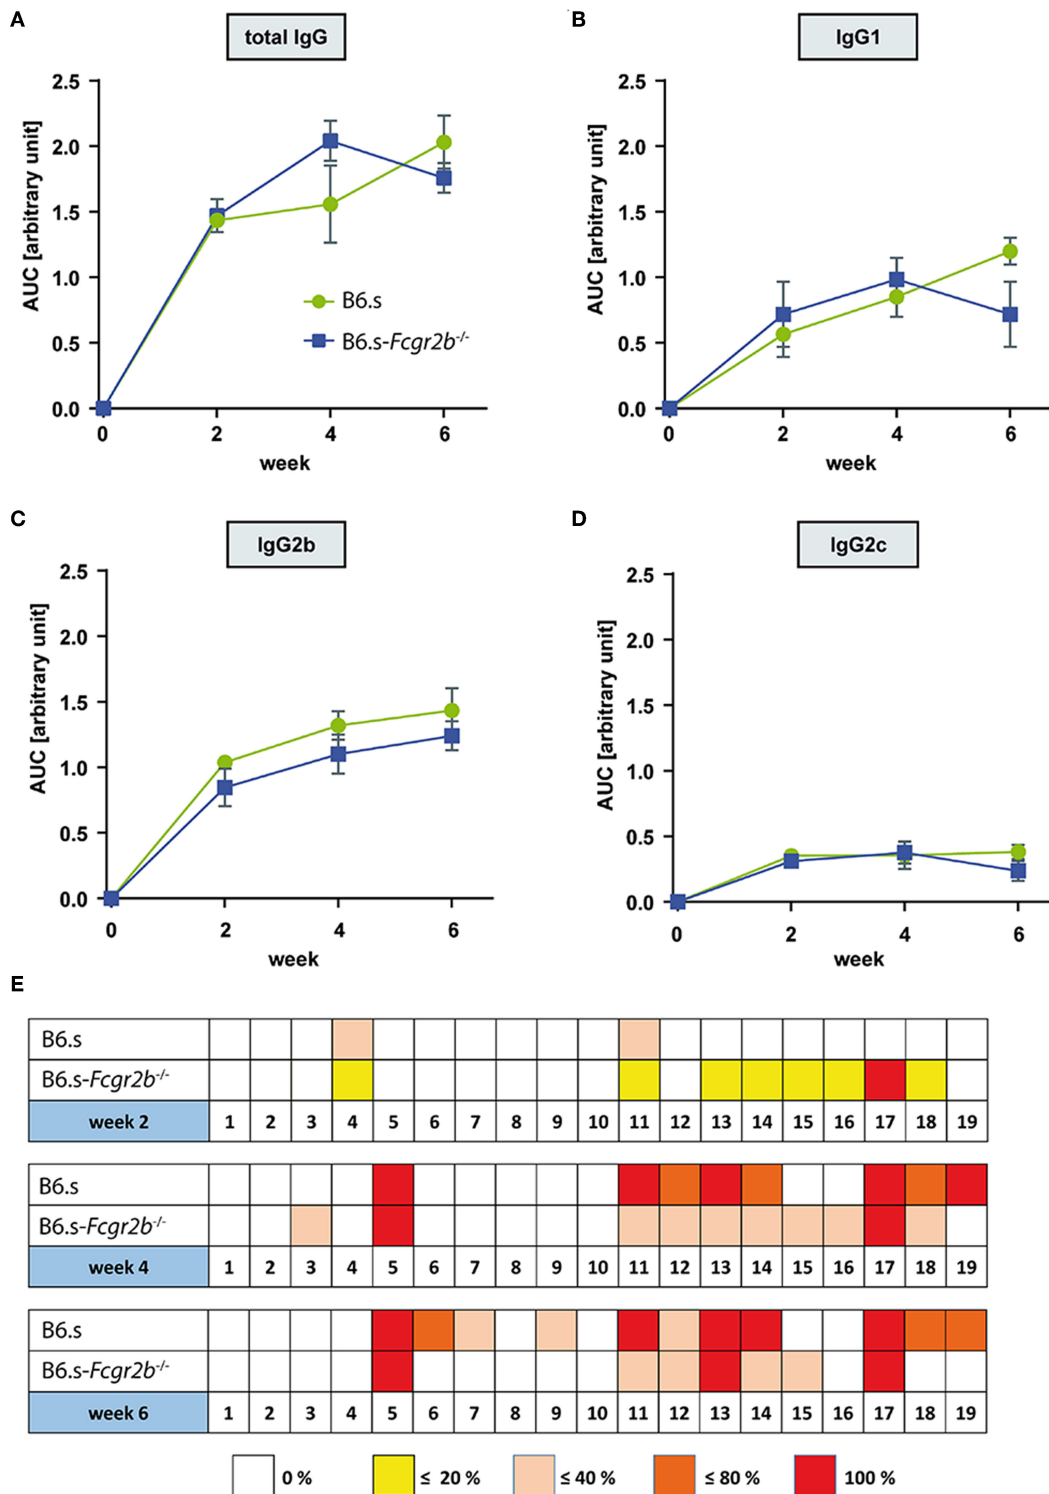 A
total IgG
2.5
2.0
1.5
1.0
0.5
0.0
AUC [arbitrary unit]
B6.s
B6.s-Fcgr2b-/-
0 2 4 6
week
B
IgG1
2.5
2.0
1.5
1.0
0.5
0.0
AUC [arbitrary unit]
0 2 4 6
week
C
IgG2b
2.5
2.0
1.5
1.0
0.5
0.0
AUC [arbitrary unit]
0 2 4 6
week
D
IgG2c
2.5
2.0
1.5
1.0
0.5
0.0
AUC [arbitrary unit]
0 2 4 6
week
E
B6.s
B6.s-Fcgr2b-/-
week 2 1 2 3 4 5 6 7 8 9 10 11 12 13 14 15 16 17 18 19
B6.s
B6.s-Fcgr2b-/-
week 4 1 2 3 4 5 6 7 8 9 10 11 12 13 14 15 16 17 18 19
B6.s
B6.s-Fcgr2b-/-
week 6 1 2 3 4 5 6 7 8 9 10 11 12 13 14 15 16 17 18 19
0 % ≤ 20 % ≤ 40 % ≤ 80 % 100 %